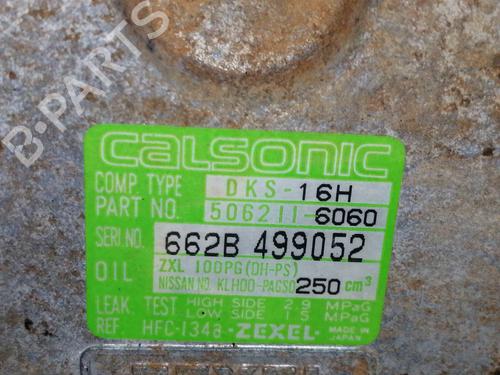 B-PARTS
calsonic
COMP. TYPE DKS-16H
PART NO. 506211-6060
SERI.NO. 662B 499052
OIL ZXL 100PG(DH-PS)
NISSAN NO. KLH00-PAGS0 250 cm³
LEAK TEST HIGH SIDE 2.9 MPaG
LOW SIDE 1.5 MPaG
REF. HFC-134a ZEXEL MADE IN JAPAN